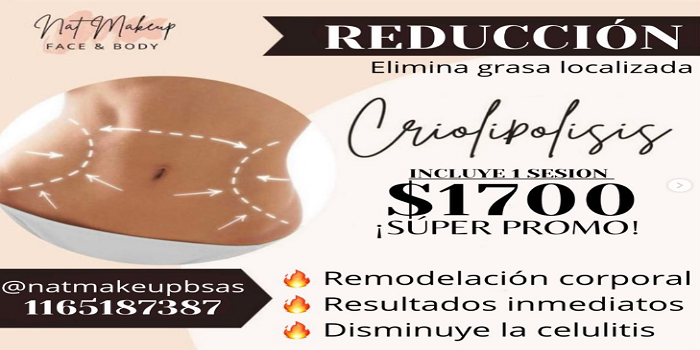 Nat Makeup
FACE & BODY
REDUCCIÓN
Elimina grasa localizada
Criolipolisis
INCLUYE 1 SESION
$1700
¡SÚPER PROMO!
@natmakeupbsas
1165187387
🔥 Remodelación corporal
🔥 Resultados inmediatos
🔥 Disminuye la celulitis